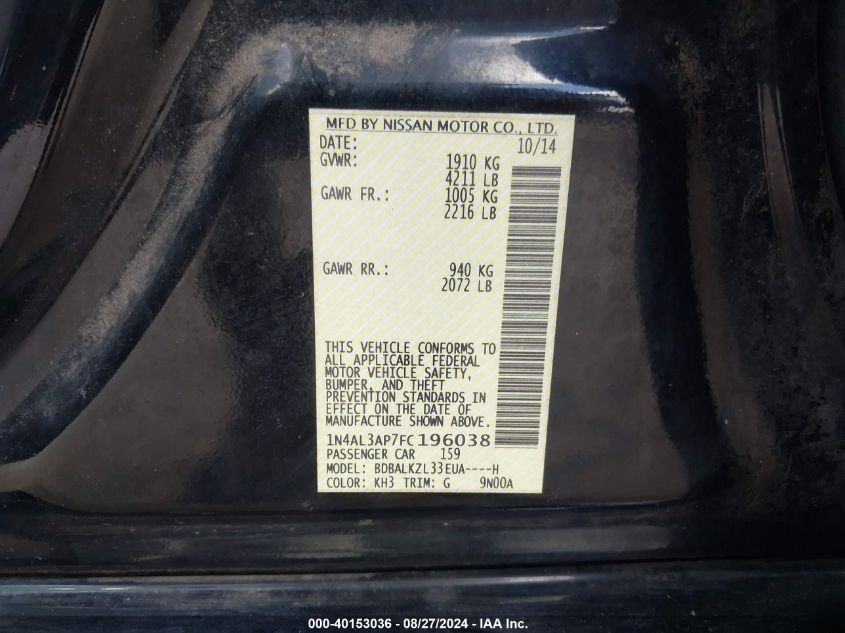 MFD BY NISSAN MOTOR CO., LTD.
DATE: 10/14
GVWR: 1910 KG
4211 LB
GAWR FR.: 1005 KG
2216 LB
GAWR RR.: 940 KG
2072 LB
THIS VEHICLE CONFORMS TO
ALL APPLICABLE FEDERAL
MOTOR VEHICLE SAFETY,
BUMPER, AND THEFT
PREVENTION STANDARDS IN
EFFECT ON THE DATE OF
MANUFACTURE SHOWN ABOVE.
1N4AL3AP7FC196038
PASSENGER CAR 159
MODEL: BDBALKZL33EUA----H
COLOR: KH3 TRIM: G 9N00A
000-40153036 - 08/27/2024 - IAA Inc.